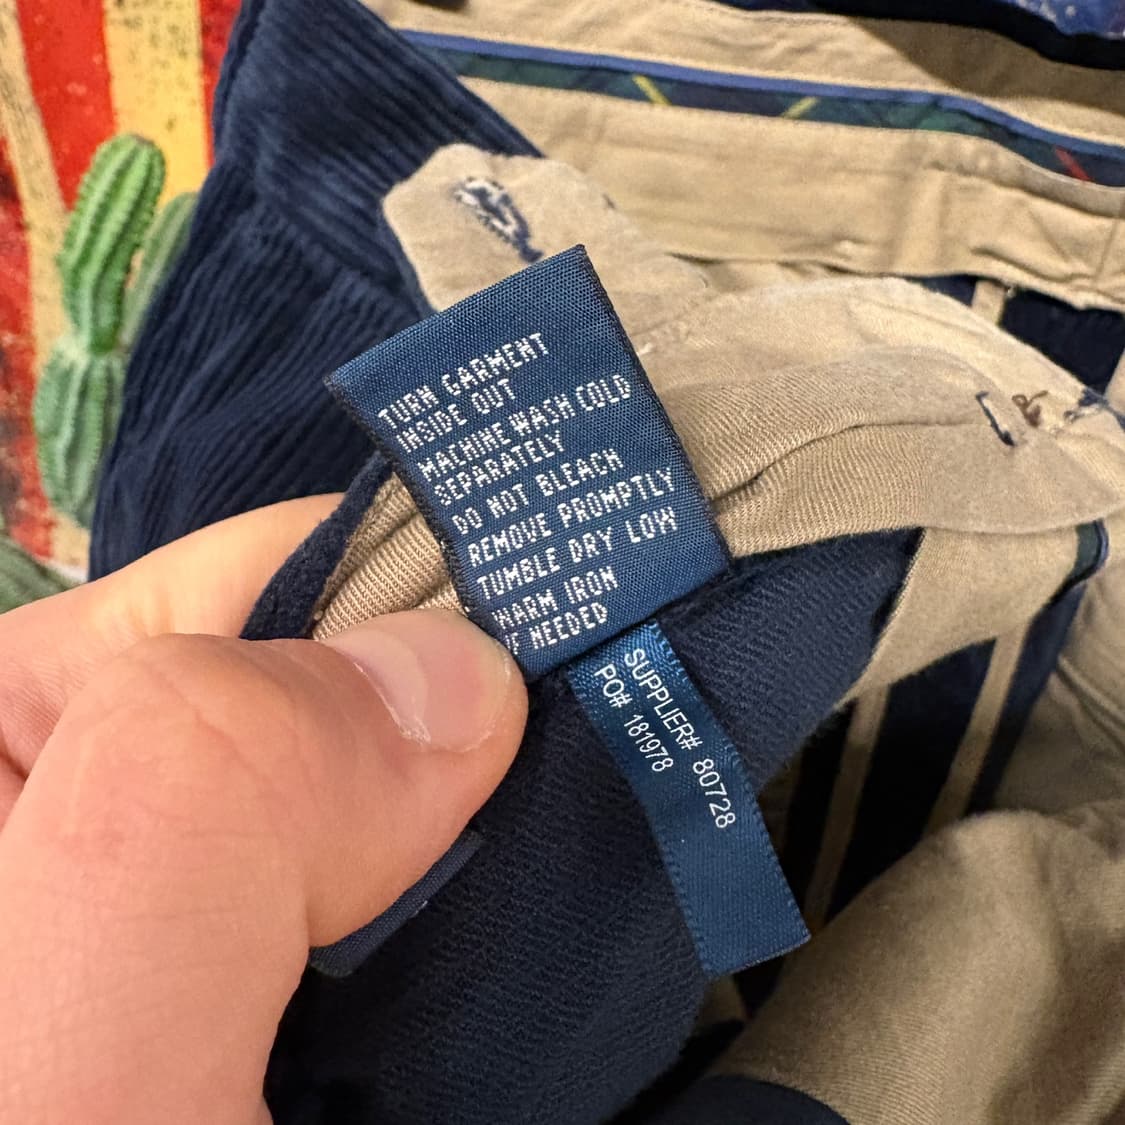 TURN GARMENT
INSIDE OUT
MACHINE WASH COLD
SEPARATELY
DO NOT BLEACH
REMOVE PROMPTLY
TUMBLE DRY LOW
WARM IRON
IF NEEDED
SUPPLIER# 80728
PO# 181978